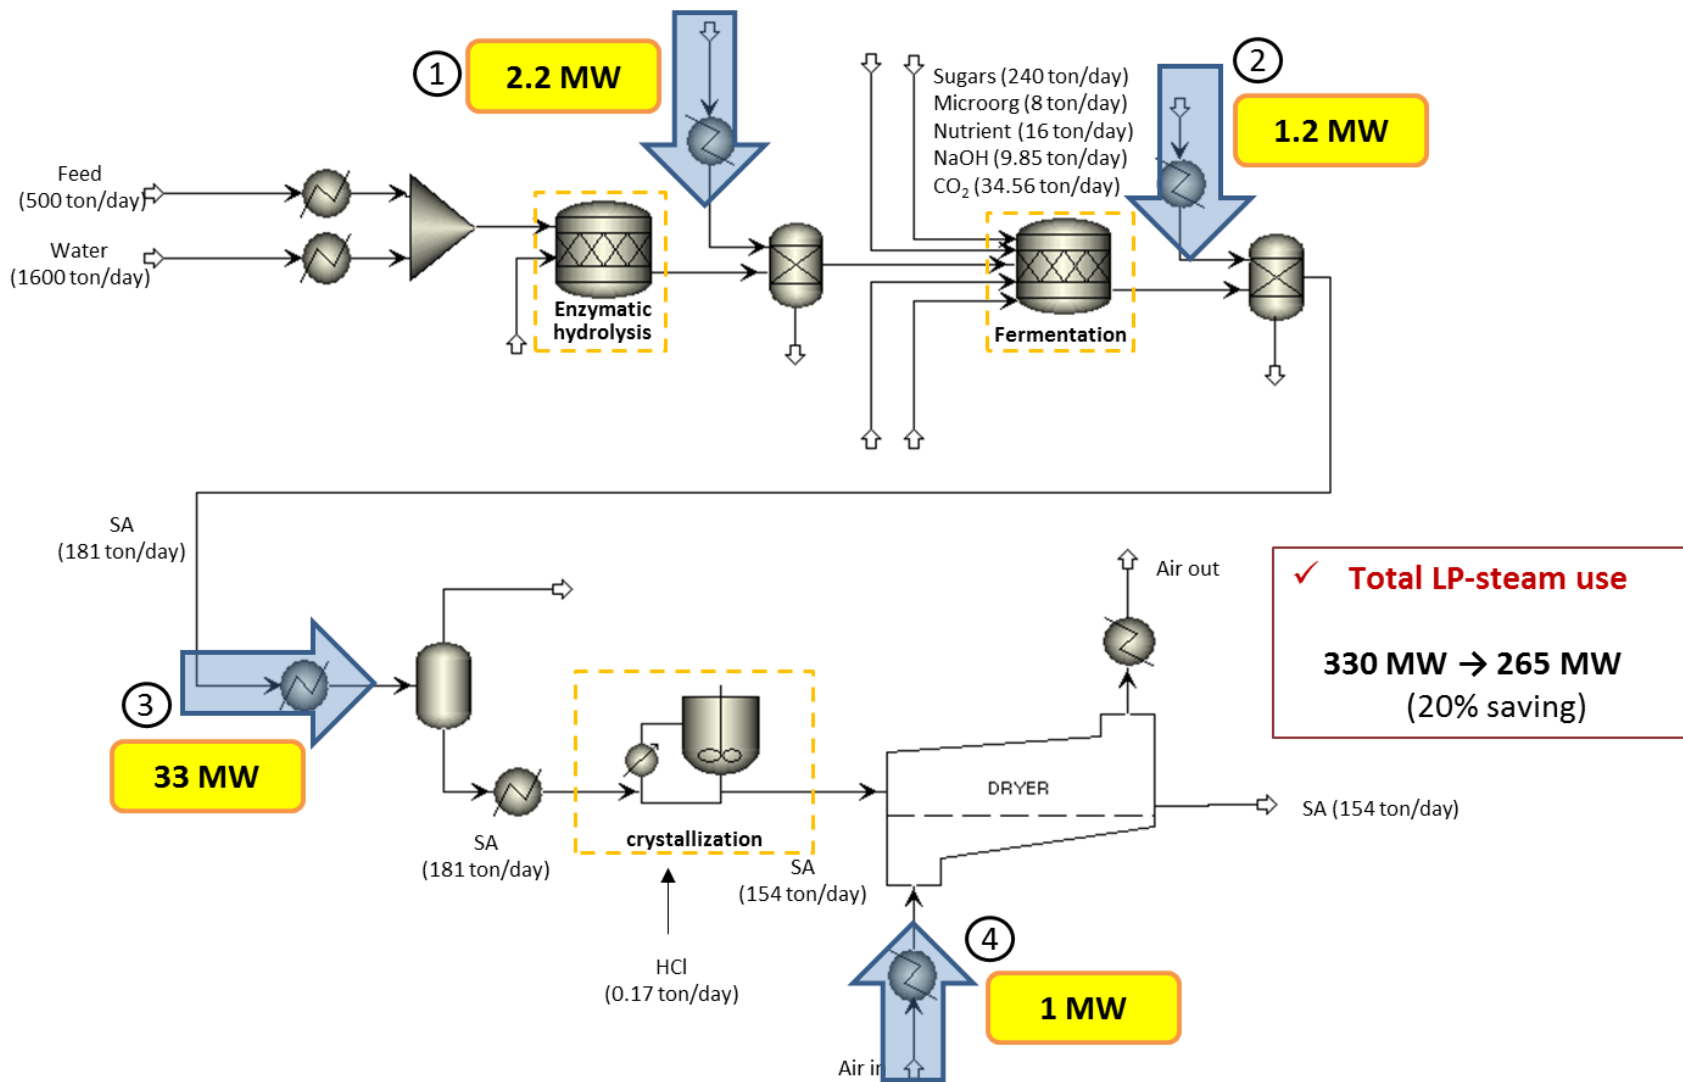 1
2.2 MW
2
1.2 MW
Sugars (240 ton/day)
Microorg (8 ton/day)
Nutrient (16 ton/day)
NaOH (9.85 ton/day)
CO₂ (34.56 ton/day)
Feed
(500 ton/day)
Water
(1600 ton/day)
Enzymatic
hydrolysis
Fermentation
SA
(181 ton/day)
3
33 MW
SA
(181 ton/day)
crystallization
HCl
(0.17 ton/day)
SA
(154 ton/day)
DRYER
Air out
SA (154 ton/day)
4
1 MW
Air in
✓ Total LP-steam use
330 MW → 265 MW
(20% saving)